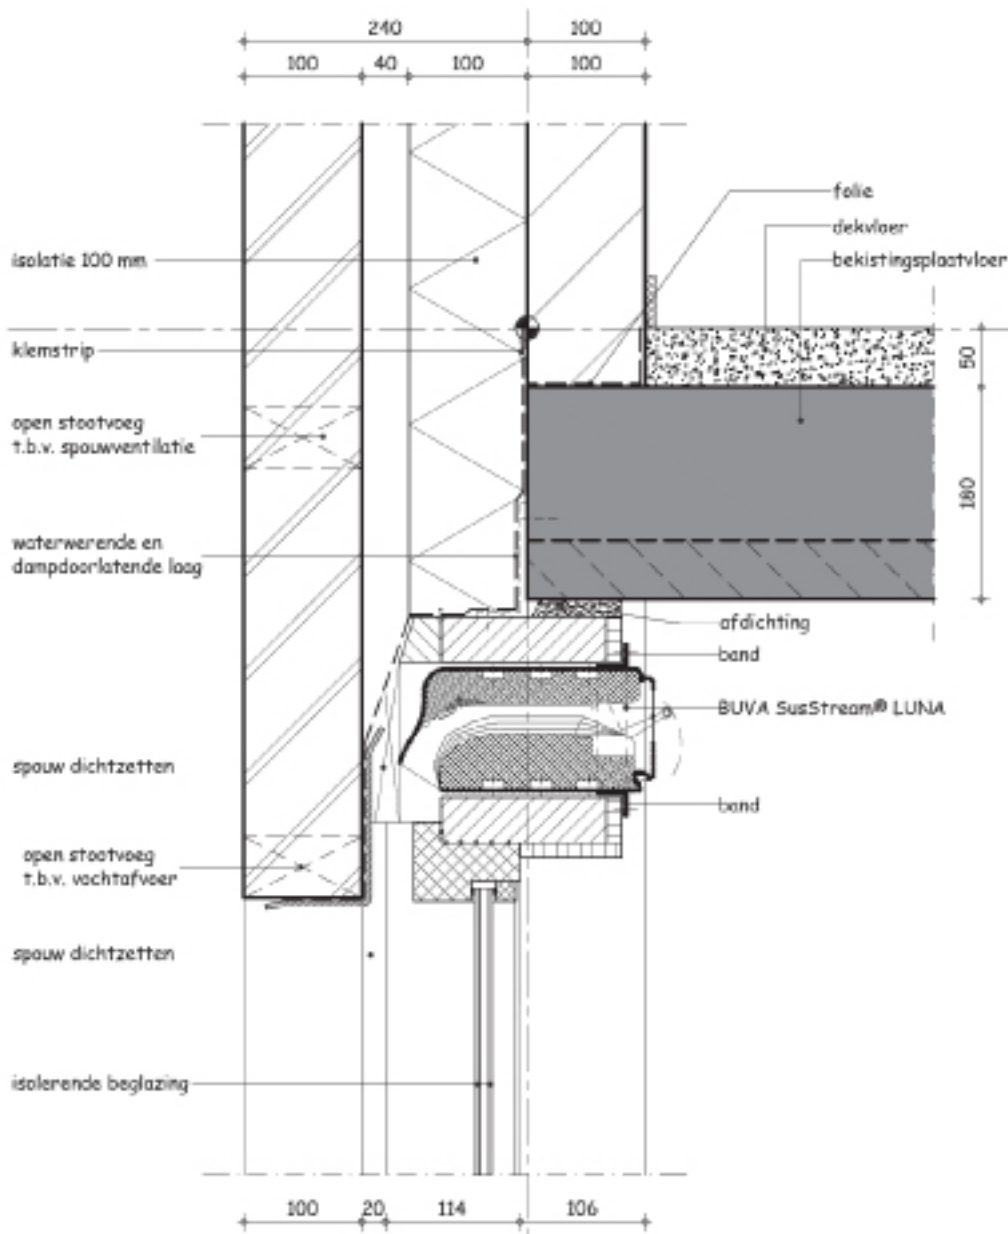 240 100
100 40 100 100
folie
dekvloer
isolatie 100 mm
bekistingsplaatvloer
klemstrip
50
open stootvoeg
t.b.v. spouwventilatie
180
waterwerende en
dampdoorlatende laag
afdichting
band
BUVA SusStream® LUNA
spouw dichtzetten
band
open stootvoeg
t.b.v. vochtafvoer
spouw dichtzetten
isolerende beglazing
100 20 114 106